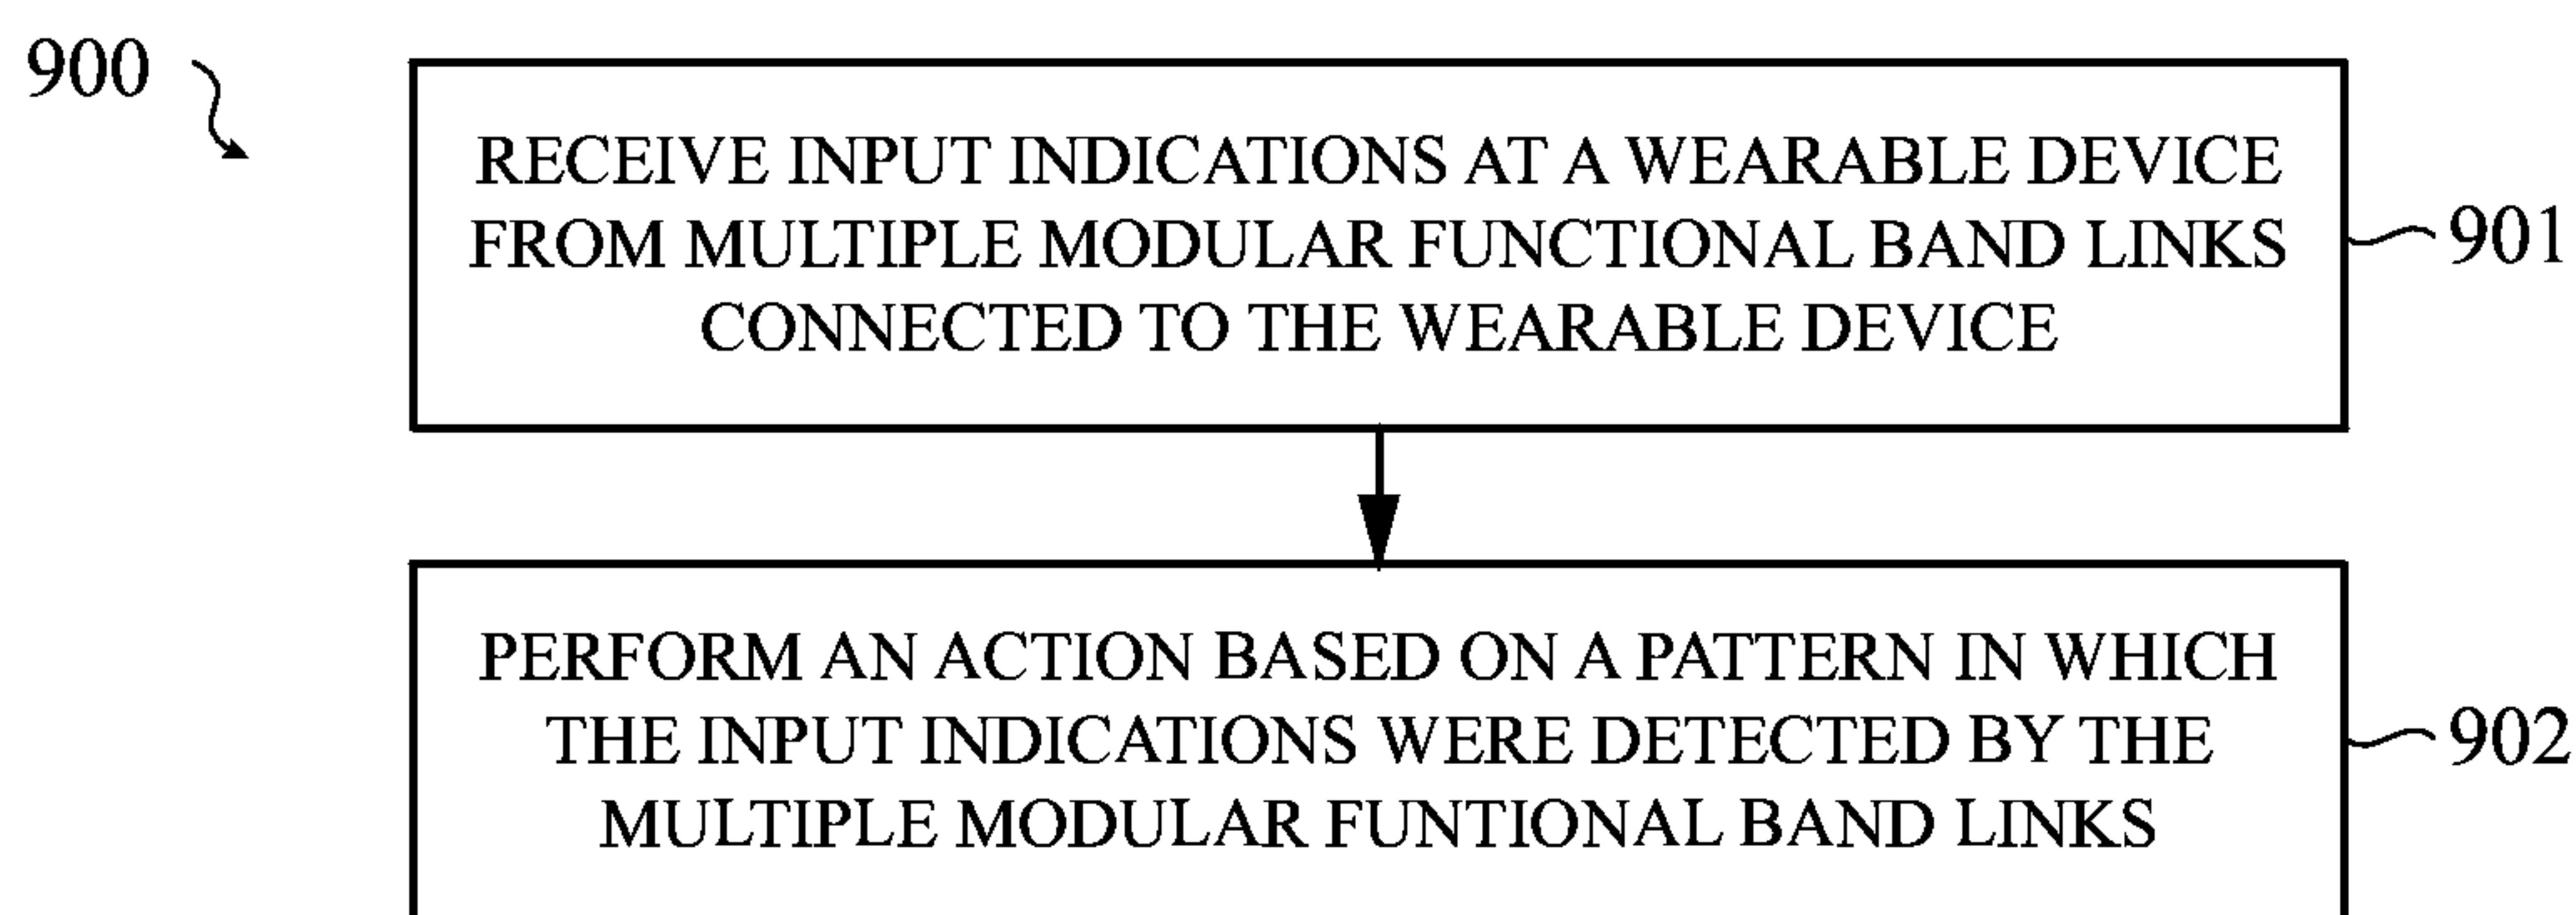 900
RECEIVE INPUT INDICATIONS AT A WEARABLE DEVICE
FROM MULTIPLE MODULAR FUNCTIONAL BAND LINKS
CONNECTED TO THE WEARABLE DEVICE
901
PERFORM AN ACTION BASED ON A PATTERN IN WHICH
THE INPUT INDICATIONS WERE DETECTED BY THE
MULTIPLE MODULAR FUNTIONAL BAND LINKS
902